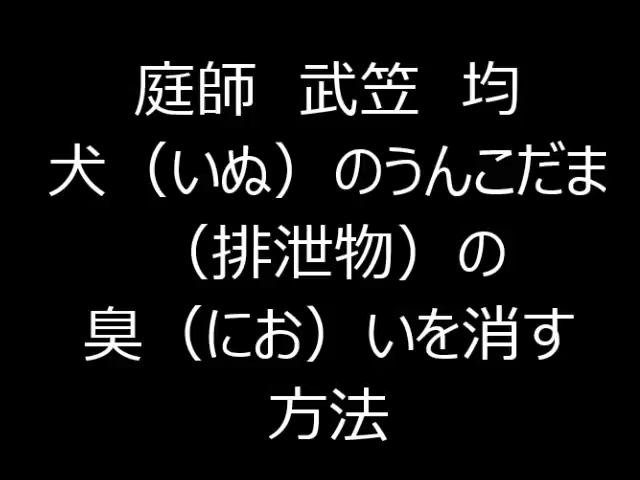 庭師　武笠　均
犬（いぬ）のうんこだま
（排泄物）の
臭（にお）いを消す
方法